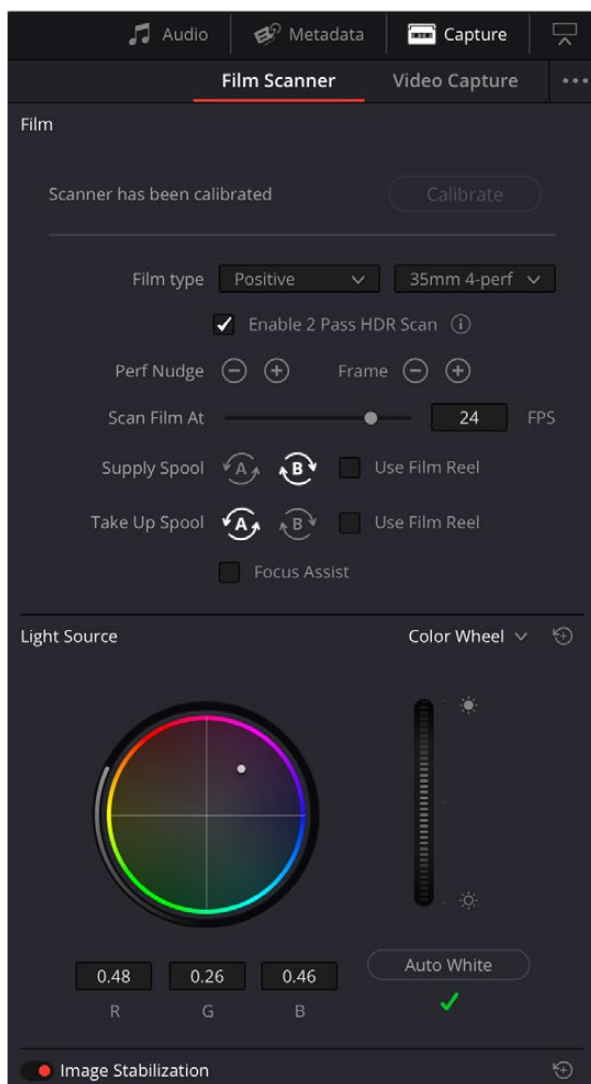 Audio Metadata Capture
Film Scanner Video Capture
Film
Scanner has been calibrated Calibrate
Film type Positive 35mm 4-perf
Enable 2 Pass HDR Scan i
Perf Nudge Frame
Scan Film At 24 FPS
Supply Spool A B Use Film Reel
Take Up Spool A B Use Film Reel
Focus Assist
Light Source Color Wheel
0.48 0.26 0.46 Auto White
R G B
Image Stabilization